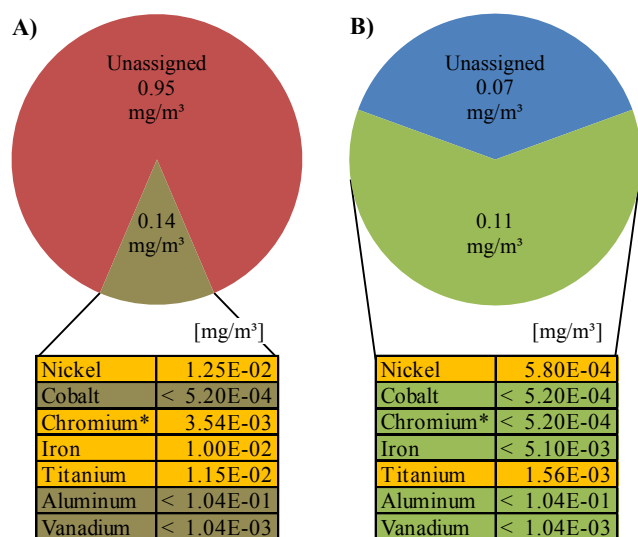 A)
Unassigned
0.95
mg/m³
0.14
mg/m³
[mg/m³]
Nickel 1.25E-02
Cobalt < 5.20E-04
Chromium* 3.54E-03
Iron 1.00E-02
Titanium 1.15E-02
Aluminum < 1.04E-01
Vanadium < 1.04E-03
B)
Unassigned
0.07
mg/m³
0.11
mg/m³
[mg/m³]
Nickel 5.80E-04
Cobalt < 5.20E-04
Chromium* < 5.20E-04
Iron < 5.10E-03
Titanium 1.56E-03
Aluminum < 1.04E-01
Vanadium < 1.04E-03